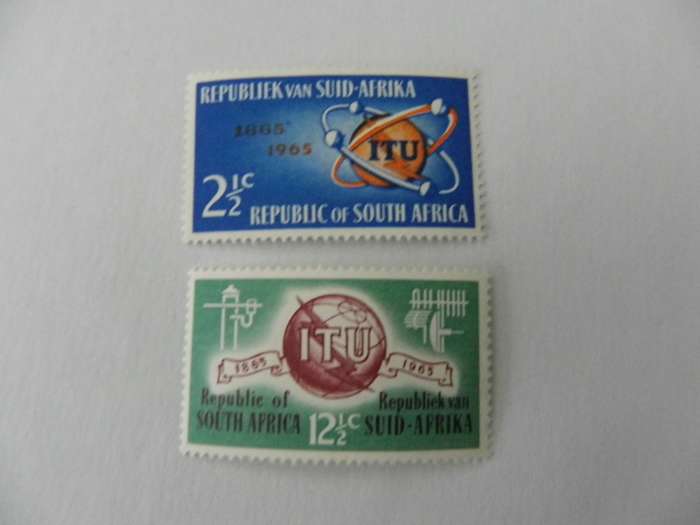 REPUBLIEK VAN SUID-AFRIKA
1865
1965
ITU
2½c
REPUBLIC OF SOUTH AFRICA
ITU
1865
1965
Republic of
SOUTH AFRICA
12½c
Republiek van
SUID-AFRIKA